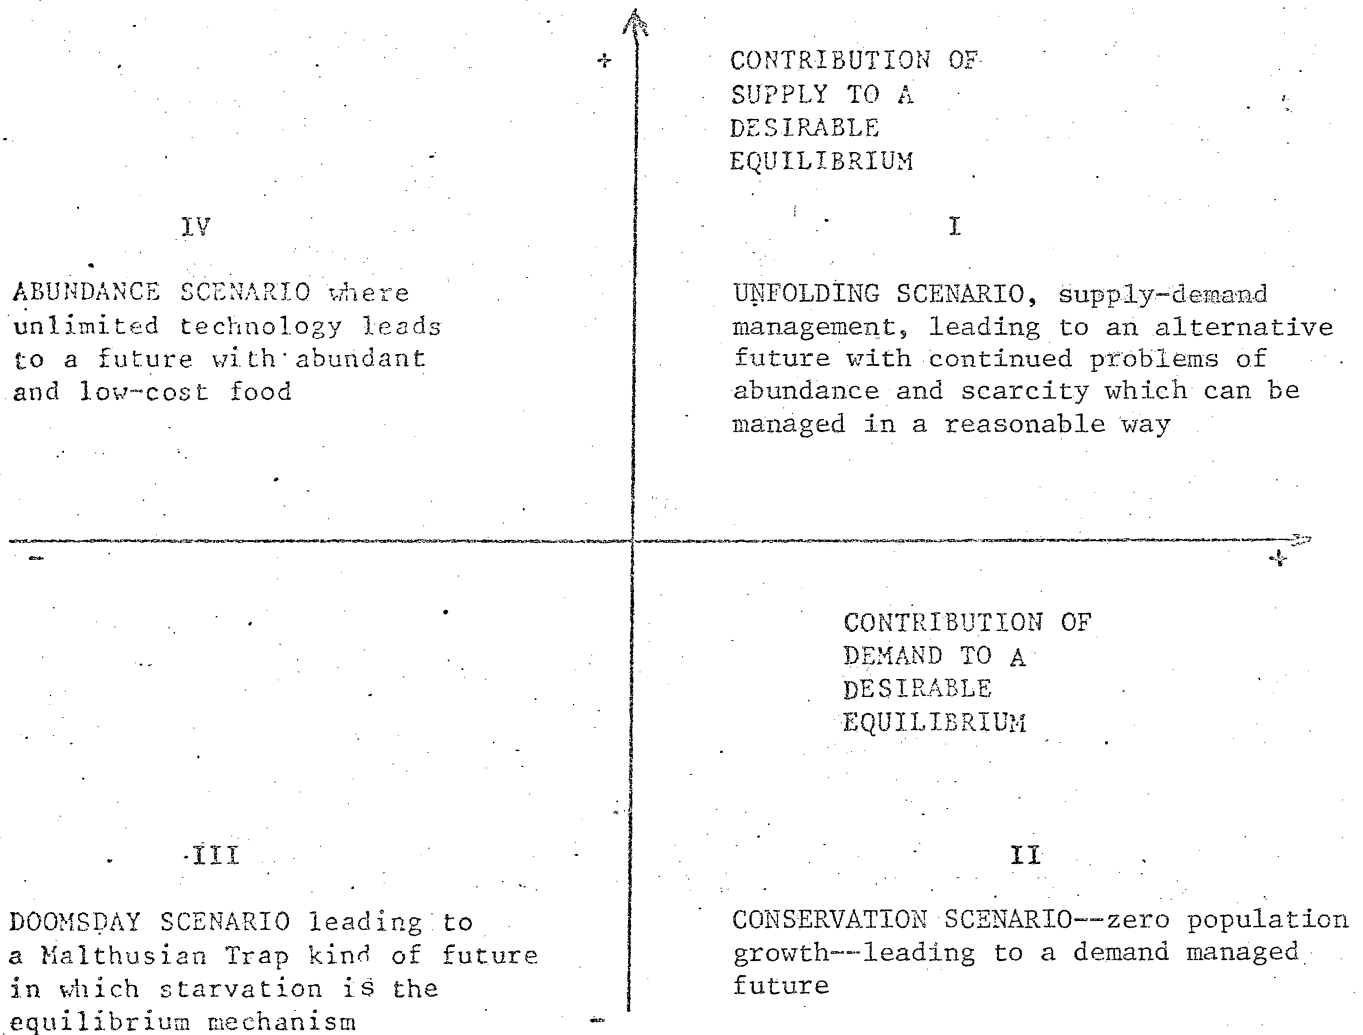 +
CONTRIBUTION OF
SUPPLY TO A
DESIRABLE
EQUILIBRIUM
IV
ABUNDANCE SCENARIO where
unlimited technology leads
to a future with abundant
and low-cost food
I
UNFOLDING SCENARIO, supply-demand
management, leading to an alternative
future with continued problems of
abundance and scarcity which can be
managed in a reasonable way
-
+
CONTRIBUTION OF
DEMAND TO A
DESIRABLE
EQUILIBRIUM
III
DOOMSDAY SCENARIO leading to
a Malthusian Trap kind of future
in which starvation is the
equilibrium mechanism
II
CONSERVATION SCENARIO--zero population
growth--leading to a demand managed
future
-